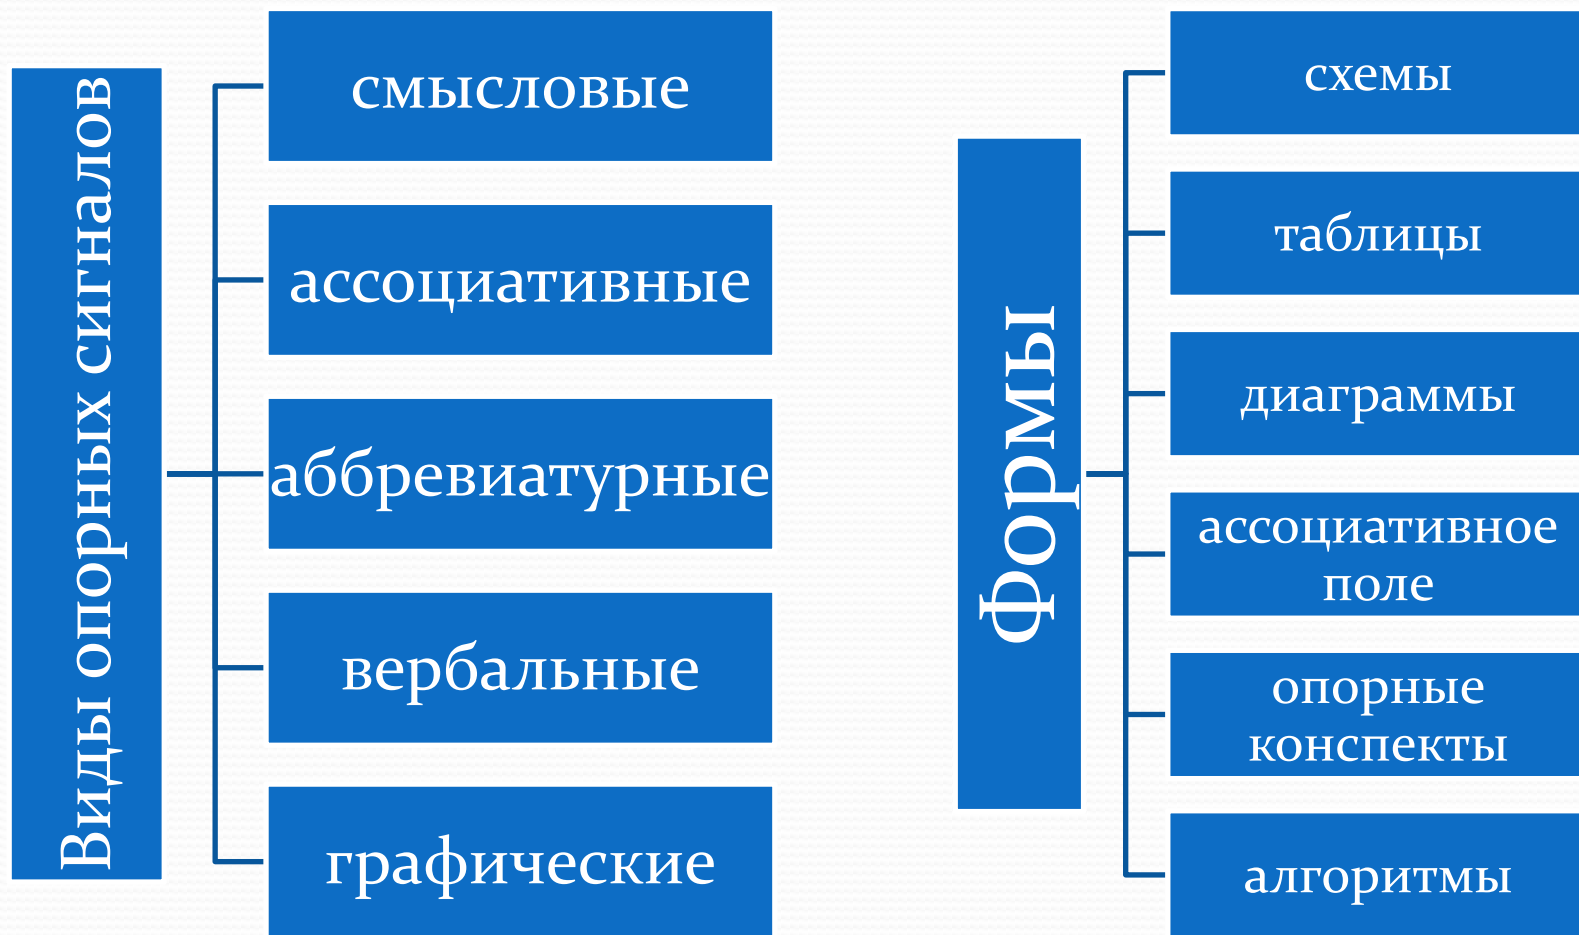 Виды опорных сигналов
смысловые
ассоциативные
аббревиатурные
вербальные
графические
Формы
схемы
таблицы
диаграммы
ассоциативное
поле
опорные
конспекты
алгоритмы